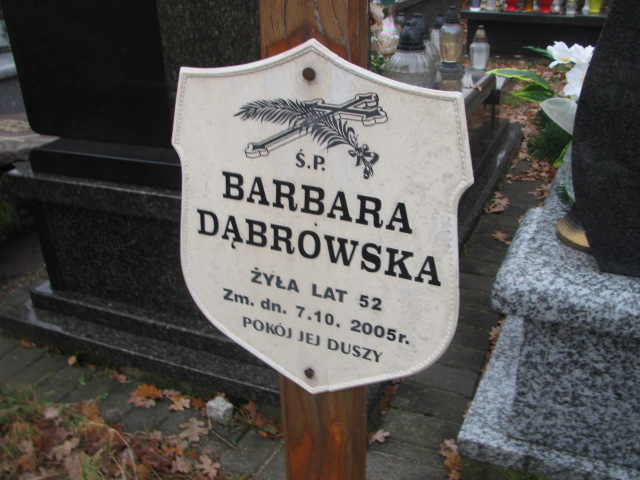 Ś.P.
BARBARA
DĄBROWSKA
ŻYŁA LAT 52
Zm. dn. 7.10. 2005r.
POKÓJ JEJ DUSZY